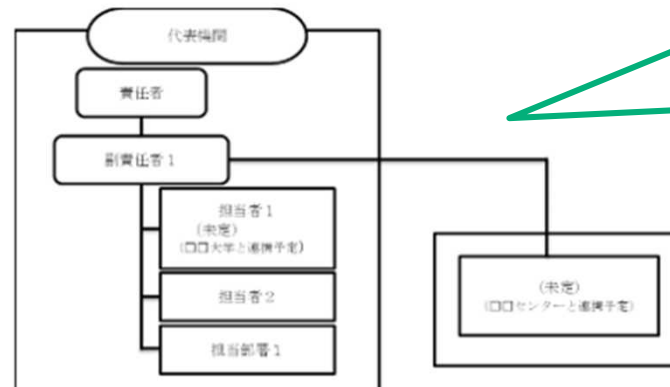 代表機関
責任者
副責任者1
担当者1
(未定)
(□□大学と連携予定)
担当者2
担当部署1
(未定)
(□□センターと連携予定)